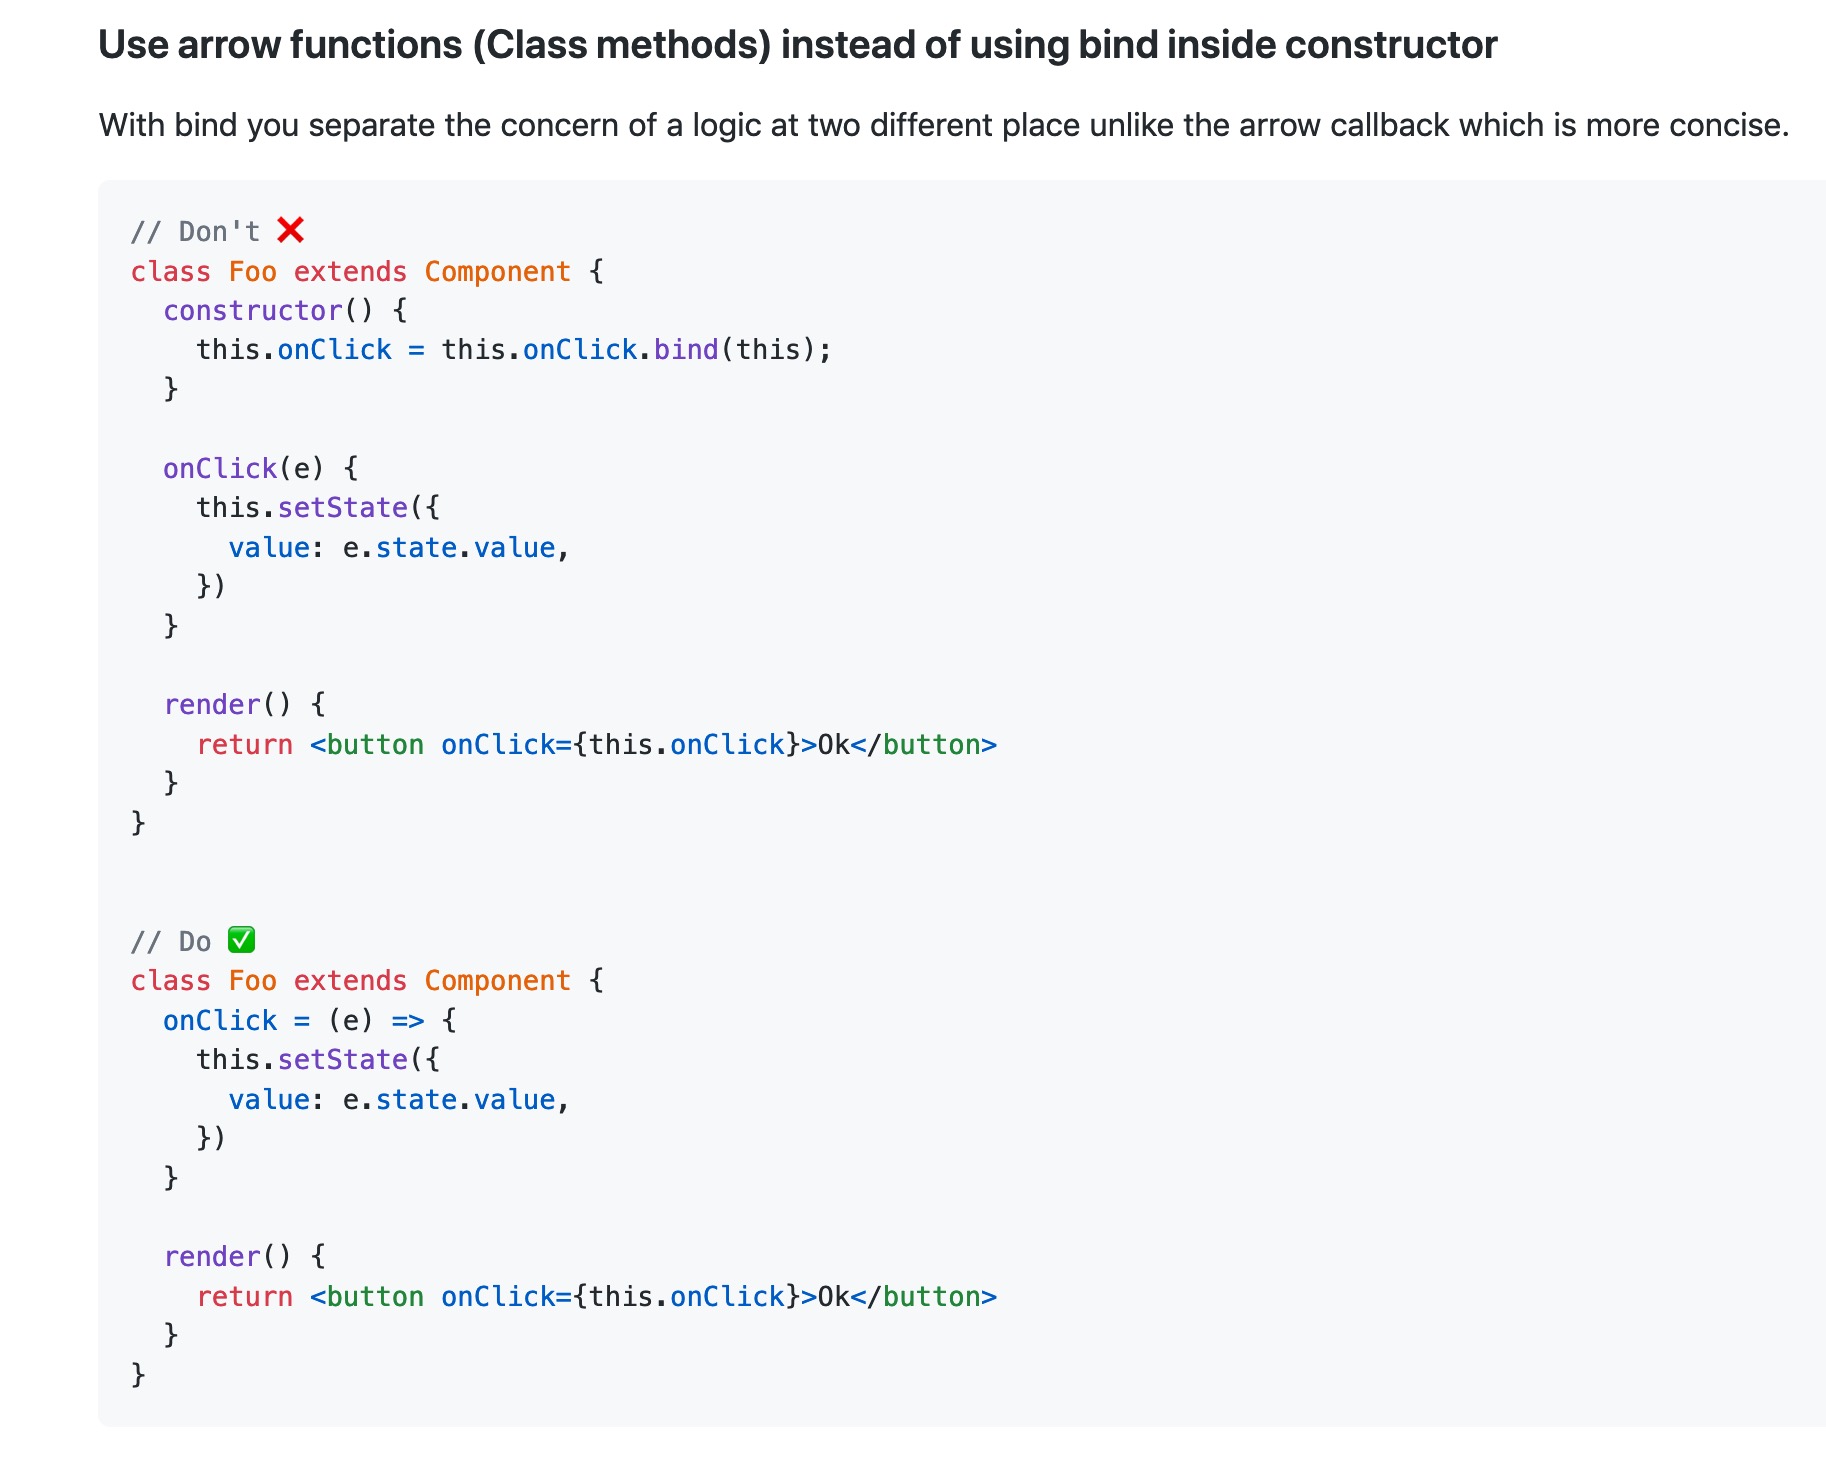 Use arrow functions (Class methods) instead of using bind inside constructor
With bind you separate the concern of a logic at two different place unlike the arrow callback which is more concise.
// Don't ❌
class Foo extends Component {
  constructor() {
    this.onClick = this.onClick.bind(this);
  }

  onClick(e) {
    this.setState({
      value: e.state.value,
    })
  }

  render() {
    return <button onClick={this.onClick}>Ok</button>
  }
}

// Do ✅
class Foo extends Component {
  onClick = (e) => {
    this.setState({
      value: e.state.value,
    })
  }

  render() {
    return <button onClick={this.onClick}>Ok</button>
  }
}